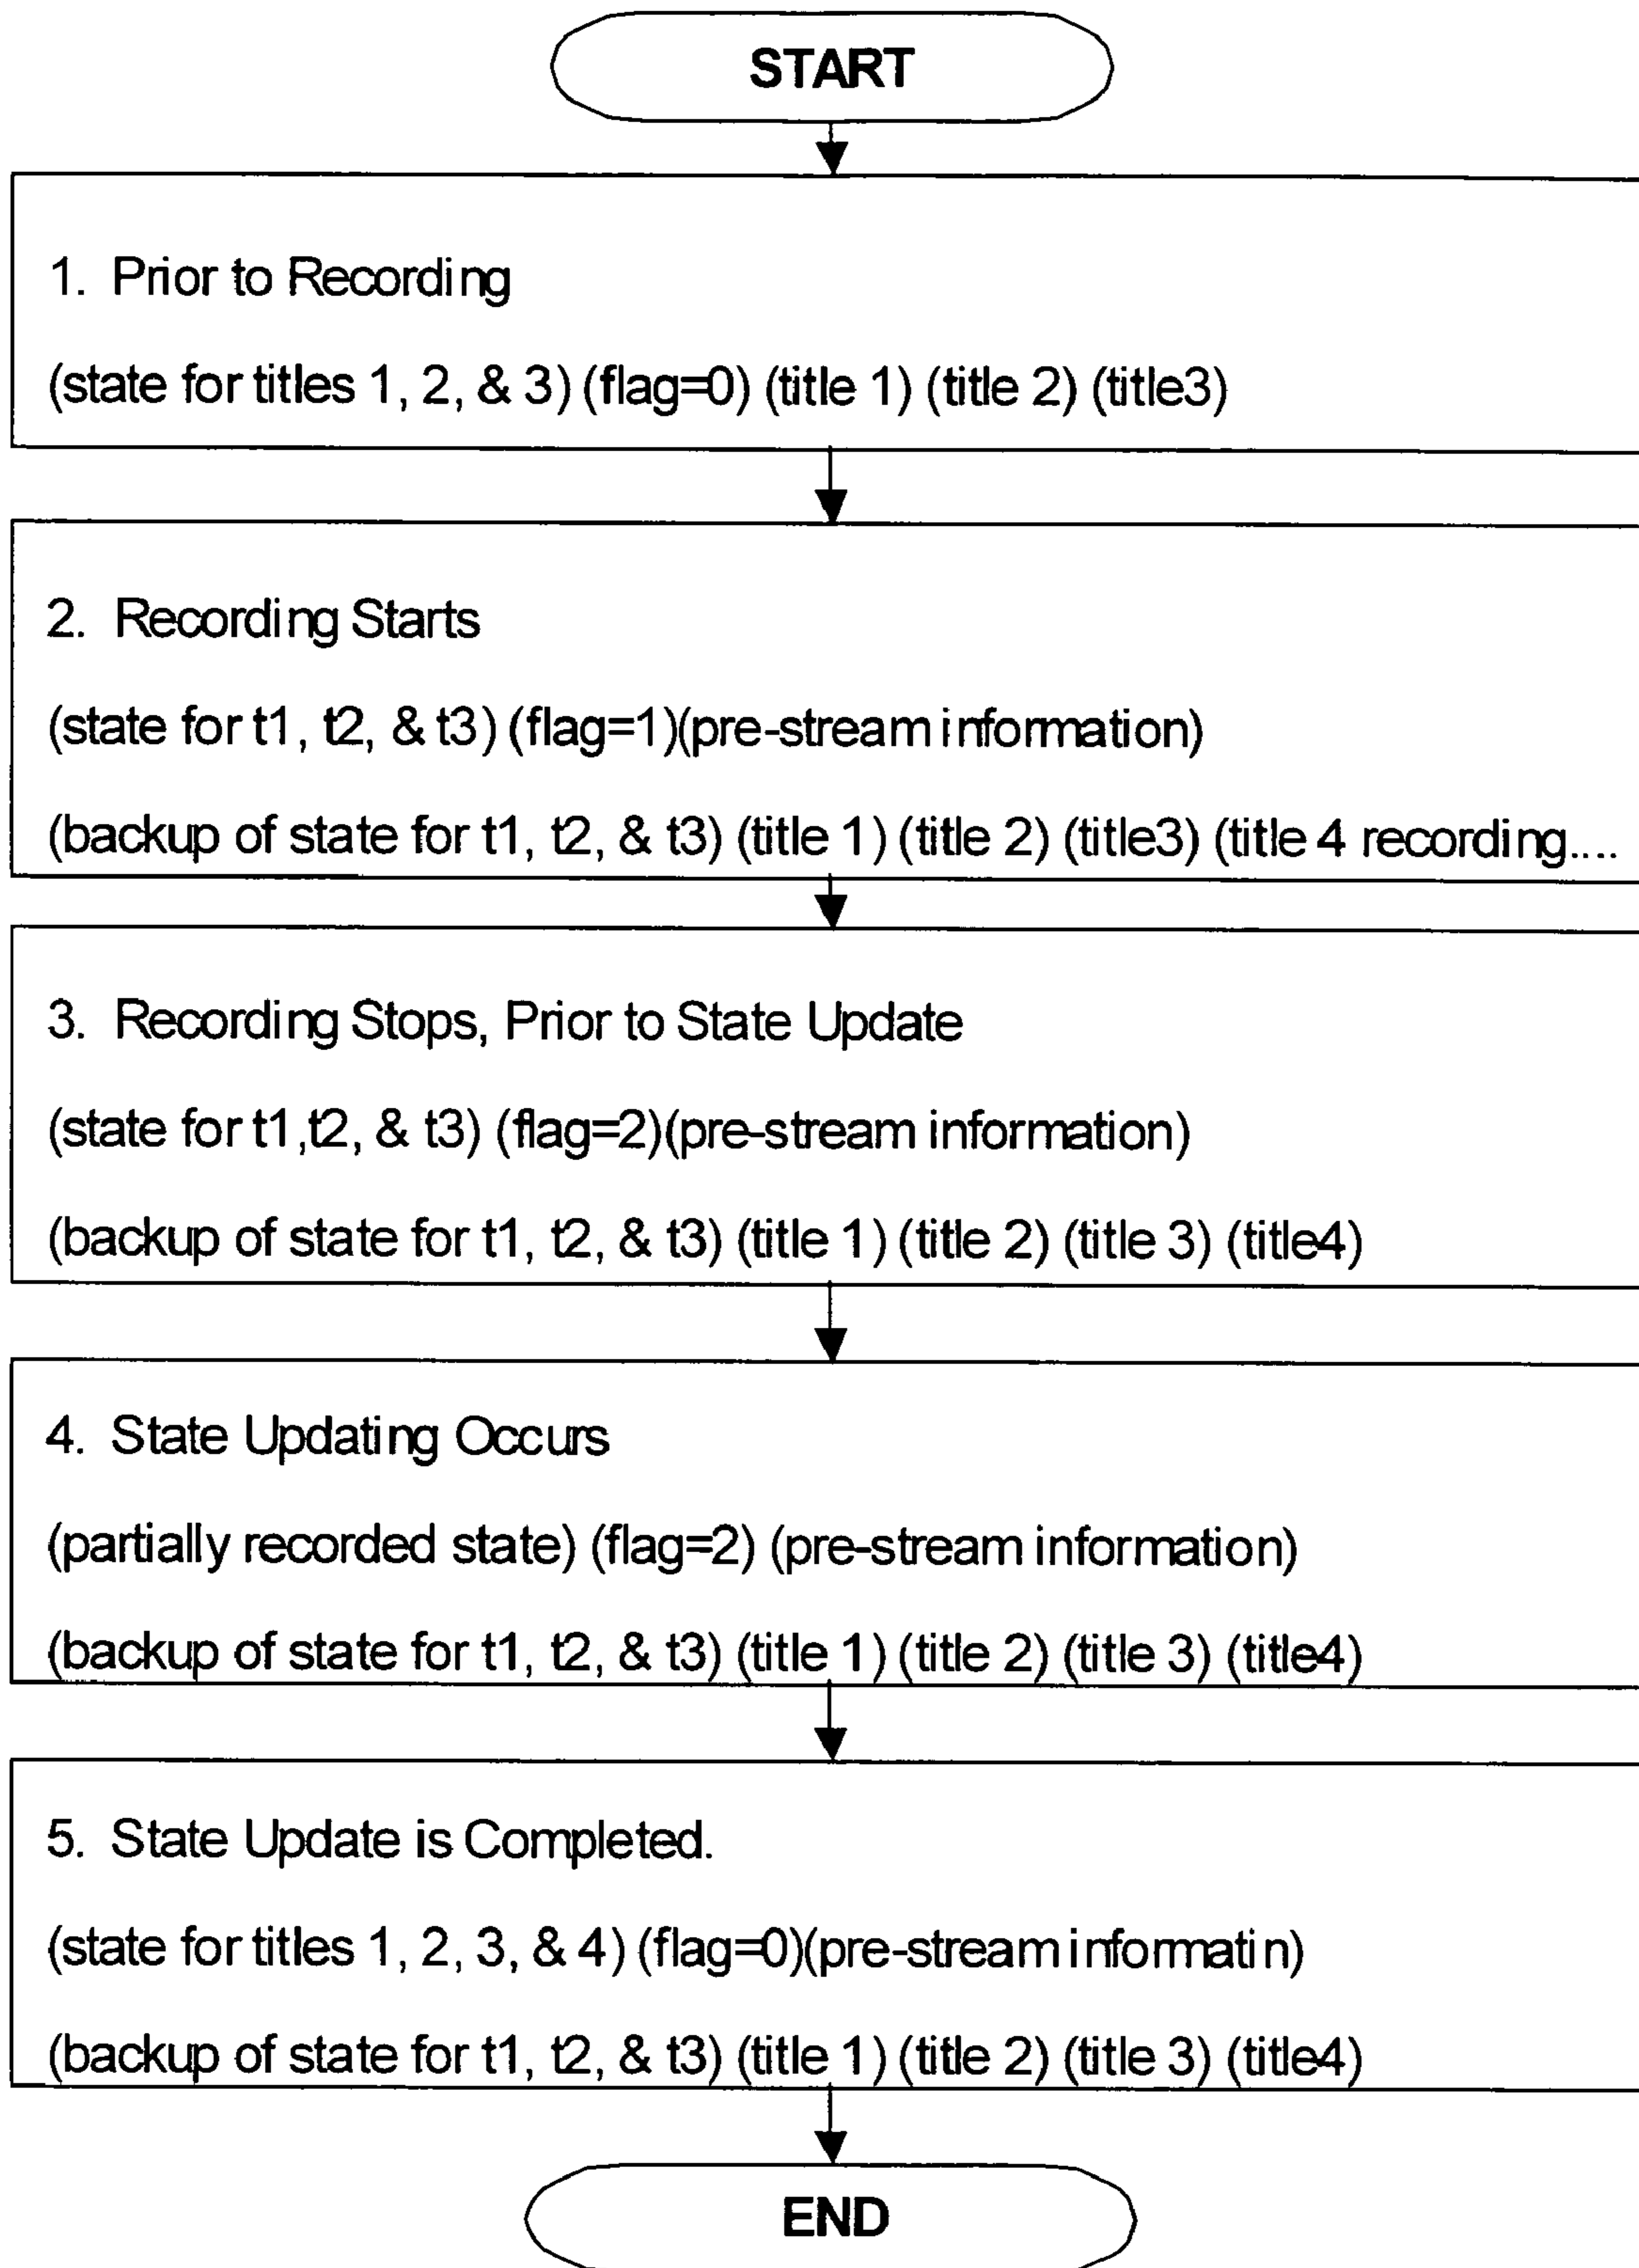 START
1. Prior to Recording
(state for titles 1, 2, & 3) (flag=0) (title 1) (title 2) (title3)
2. Recording Starts
(state for t1, t2, & t3) (flag=1)(pre-stream information)
(backup of state for t1, t2, & t3) (title 1) (title 2) (title3) (title 4 recording....
3. Recording Stops, Prior to State Update
(state for t1,t2, & t3) (flag=2)(pre-stream information)
(backup of state for t1, t2, & t3) (title 1) (title 2) (title 3) (title4)
4. State Updating Occurs
(partially recorded state) (flag=2) (pre-stream information)
(backup of state for t1, t2, & t3) (title 1) (title 2) (title 3) (title4)
5. State Update is Completed.
(state for titles 1, 2, 3, & 4) (flag=0)(pre-stream informatin)
(backup of state for t1, t2, & t3) (title 1) (title 2) (title 3) (title4)
END